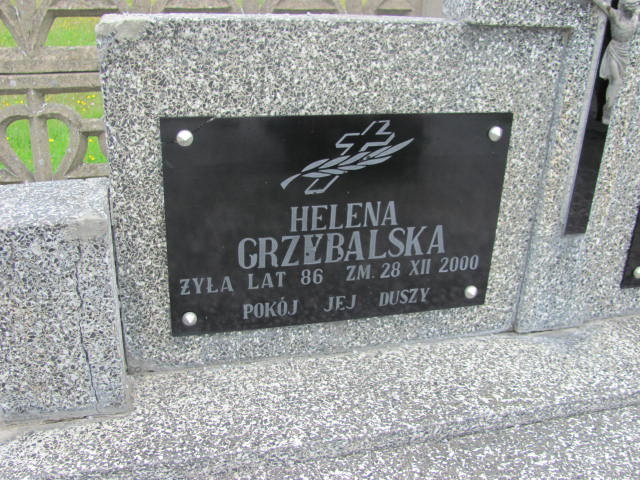 HELENA
GRZYBALSKA
ŻYŁA LAT 86 ZM. 28 XII 2000
POKÓJ JEJ DUSZY